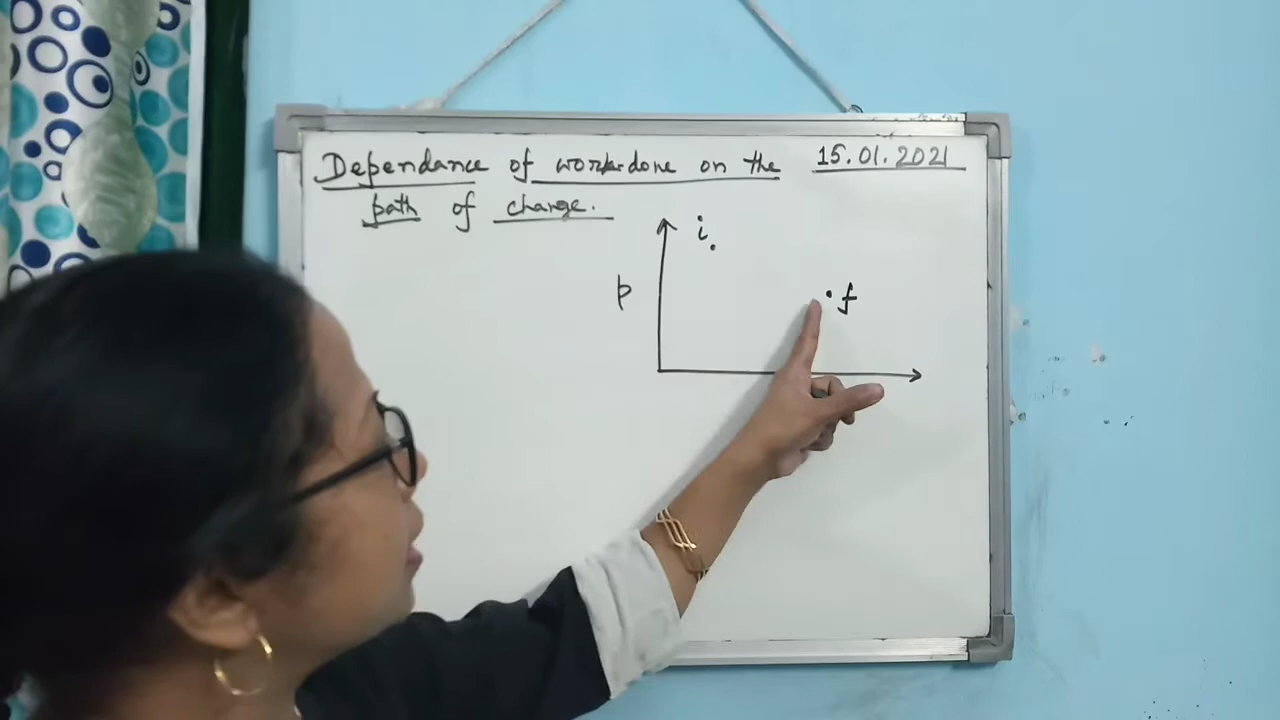 Dependance of workdone on the 15.01.2021
path of change.
i
p
f